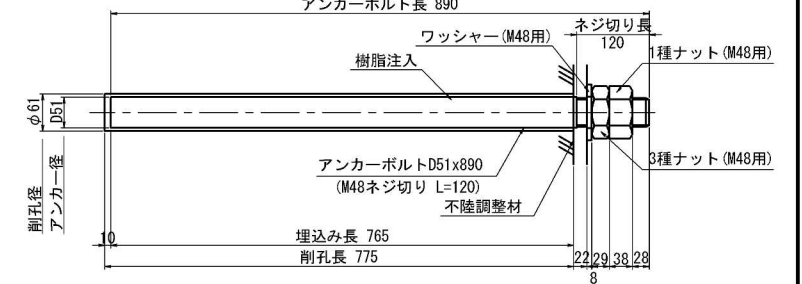 アンカーボルト長 890
ネジ切り長
120
ワッシャー(M48用)
1種ナット(M48用)
樹脂注入
φ61
D51
削孔径
アンカー径
アンカーボルトD51x890
(M48ネジ切り L=120)
3種ナット(M48用)
不陸調整材
10
埋込み長 765
削孔長 775
22
8
29
38
28